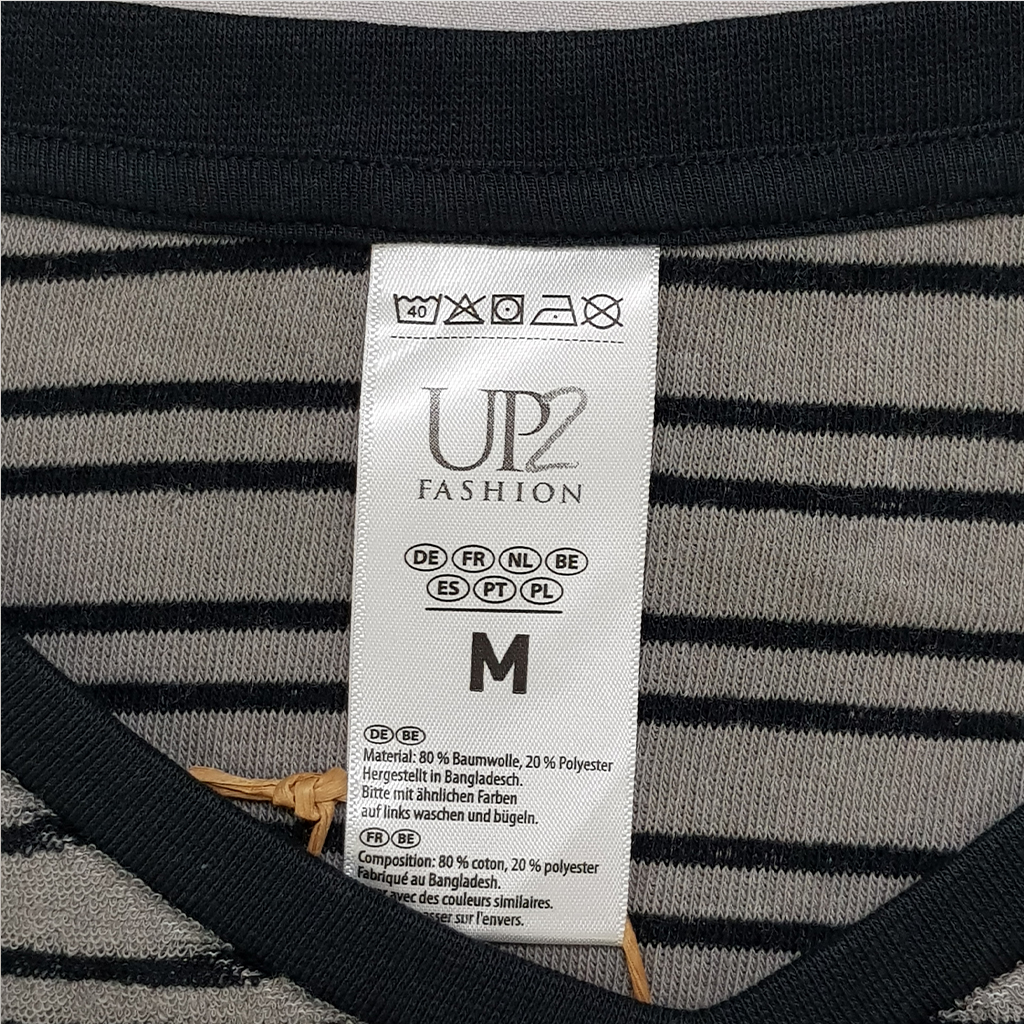 40
UP2
FASHION
DE FR NL BE
ES PT PL
M
DE BE
Material: 80 % Baumwolle, 20 % Polyester
Hergestellt in Bangladesch.
Bitte mit ähnlichen Farben
auf links waschen und bügeln.
FR BE
Composition: 80 % coton, 20 % polyester
Fabriqué au Bangladesh.
avec des couleurs similaires.
sur l'envers.